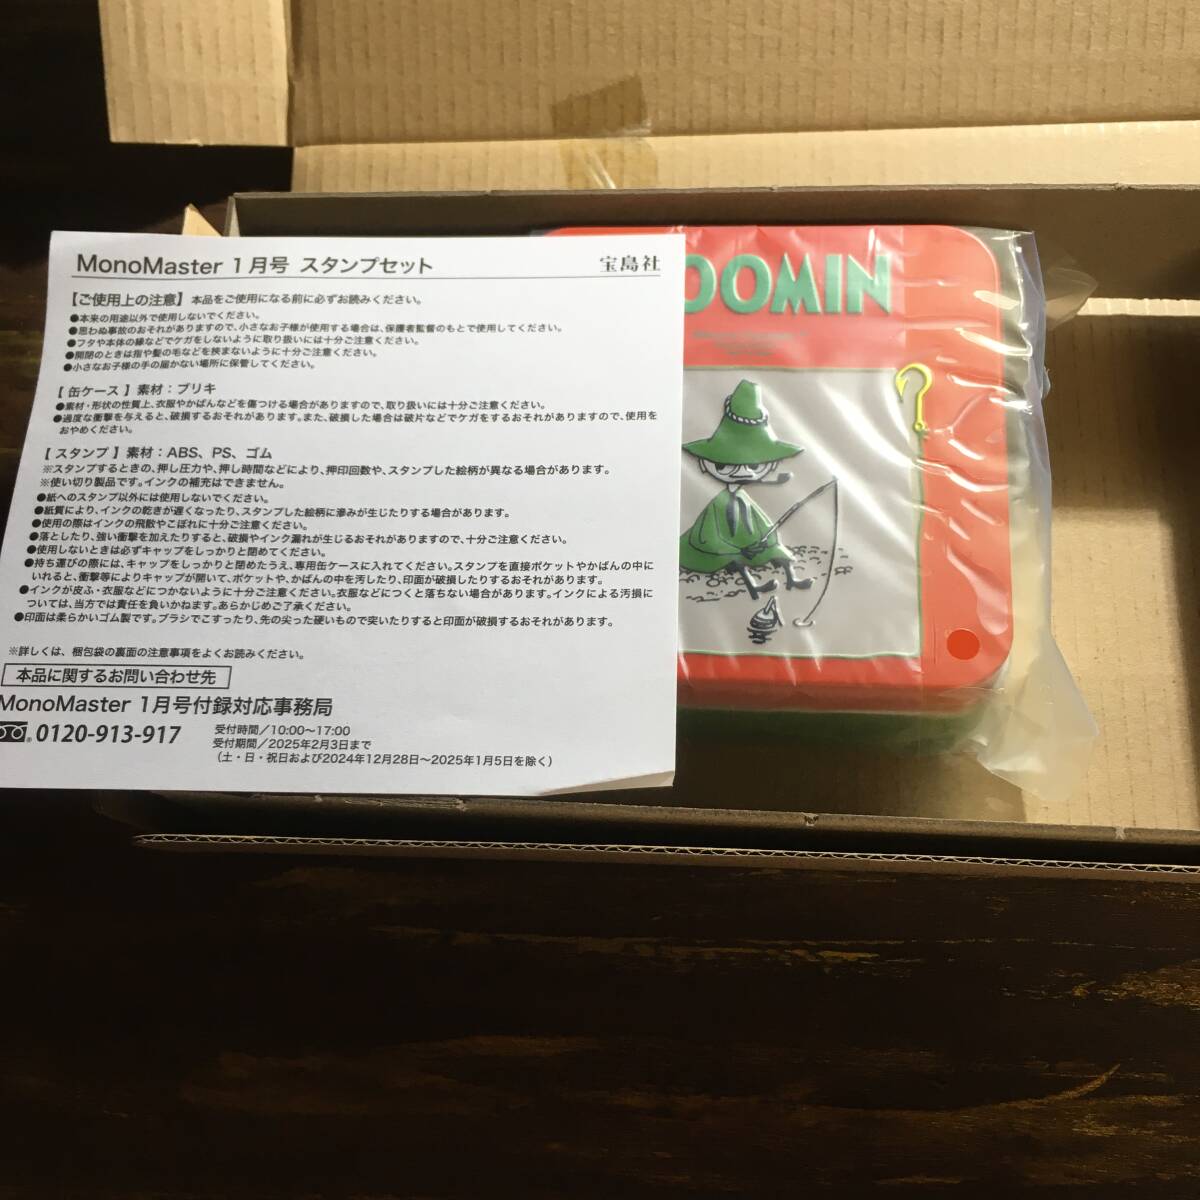 MonoMaster 1月号 スタンプセット 宝島社
【ご使用上の注意】本品をご使用になる前に必ずお読みください。
●本来の用途以外で使用しないでください。
●思わぬ事故のおそれがありますので、小さなお子様が使用する場合は、保護者監督のもとで使用してください。
●フタや本体の縁などでケガをしないように取り扱いには十分ご注意ください。
●開閉のときは指や髪の毛などを挟まないように十分ご注意ください。
●小さなお子様の手の届かない場所に保管してください。
【 缶ケース 】素材：ブリキ
●素材・形状の性質上、衣服やかばんなどを傷つける場合がありますので、取り扱いには十分ご注意ください。
●過度な衝撃を与えると、破損するおそれがあります。また、破損した場合は破片などでケガをするおそれがありますので、使用を
おやめください。
【 スタンプ 】素材：ABS、PS、ゴム
※スタンプするときの、押し圧力や、押し時間などにより、押印回数や、スタンプした絵柄が異なる場合があります。
※使い切り製品です。インクの補充はできません。
●紙へのスタンプ以外には使用しないでください。
●紙質により、インクの乾きが遅くなったり、スタンプした絵柄に滲みが生じたりする場合があります。
●使用の際はインクの飛散やこぼれに十分ご注意ください。
●落としたり、強い衝撃を加えたりすると、破損やインク漏れが生じるおそれがありますので、十分ご注意ください。
●使用しないときは必ずキャップをしっかりと閉めてください。
●持ち運びの際には、キャップをしっかりと閉めたうえ、専用缶ケースに入れてください。スタンプを直接ポケットやかばんの中に
いれると、衝撃等によりキャップが開いて、ポケットや、かばんの中を汚したり、印面が破損したりするおそれがあります。
●インクが皮ふ・衣服などにつかないように十分ご注意ください。衣服などにつくと落ちない場合があります。インクによる汚損に
ついては、当方では責任を負いかねます。あらかじめご了承ください。
●印面は柔らかいゴム製です。ブラシでこすったり、先の尖った硬いもので突いたりすると印面が破損するおそれがあります。
※詳しくは、梱包袋の裏面の注意事項をよくお読みください。
本品に関するお問い合わせ先
MonoMaster 1月号付録対応事務局
0120-913-917
受付時間／10:00〜17:00
受付期間／2025年2月3日まで
（土・日・祝日および2024年12月28日〜2025年1月5日を除く）
OOMIN